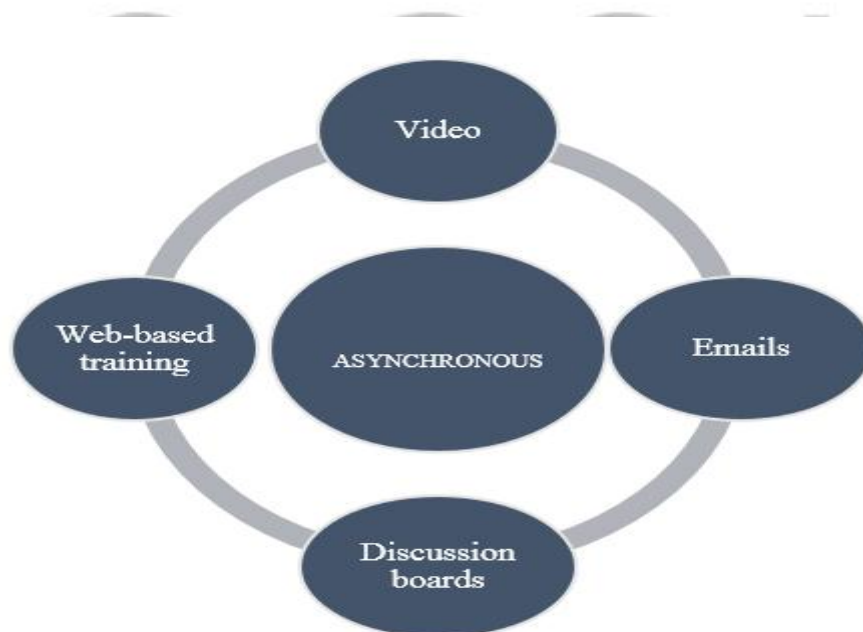 Video
Web-based
training
ASYNCHRONOUS
Emails
Discussion
boards